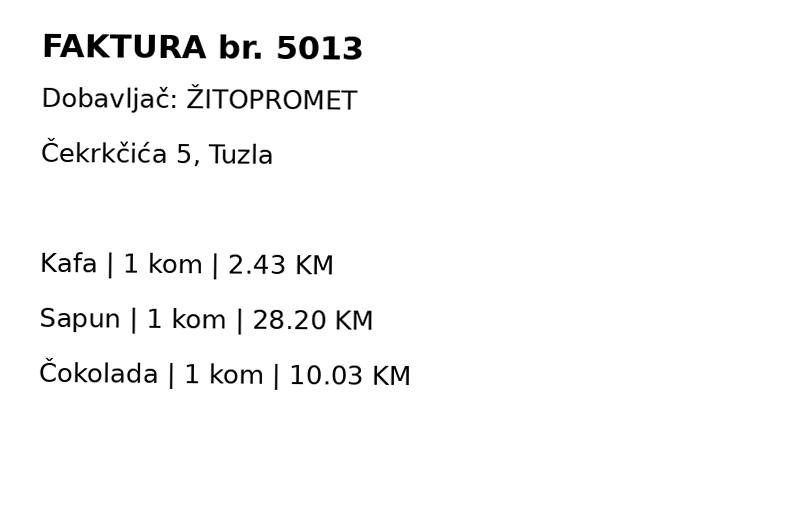 FAKTURA br. 5013
Dobavljač: ŽITOPROMET
Čekrkčića 5, Tuzla
Kafa | 1 kom | 2.43 KM
Sapun | 1 kom | 28.20 KM
Čokolada | 1 kom | 10.03 KM